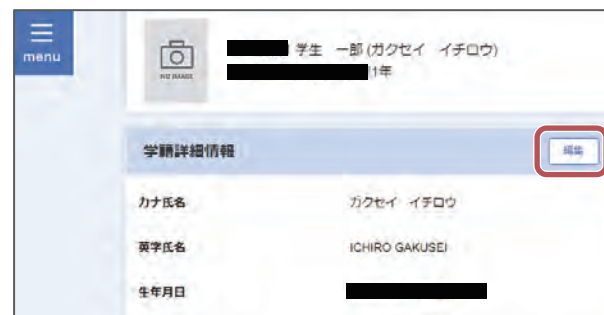 menu
NO IMAGE
学生　一郎 (ガクセイ　イチロウ)
1年
学籍詳細情報
編集
カナ氏名
ガクセイ　イチロウ
英字氏名
ICHIRO GAKUSEI
生年月日